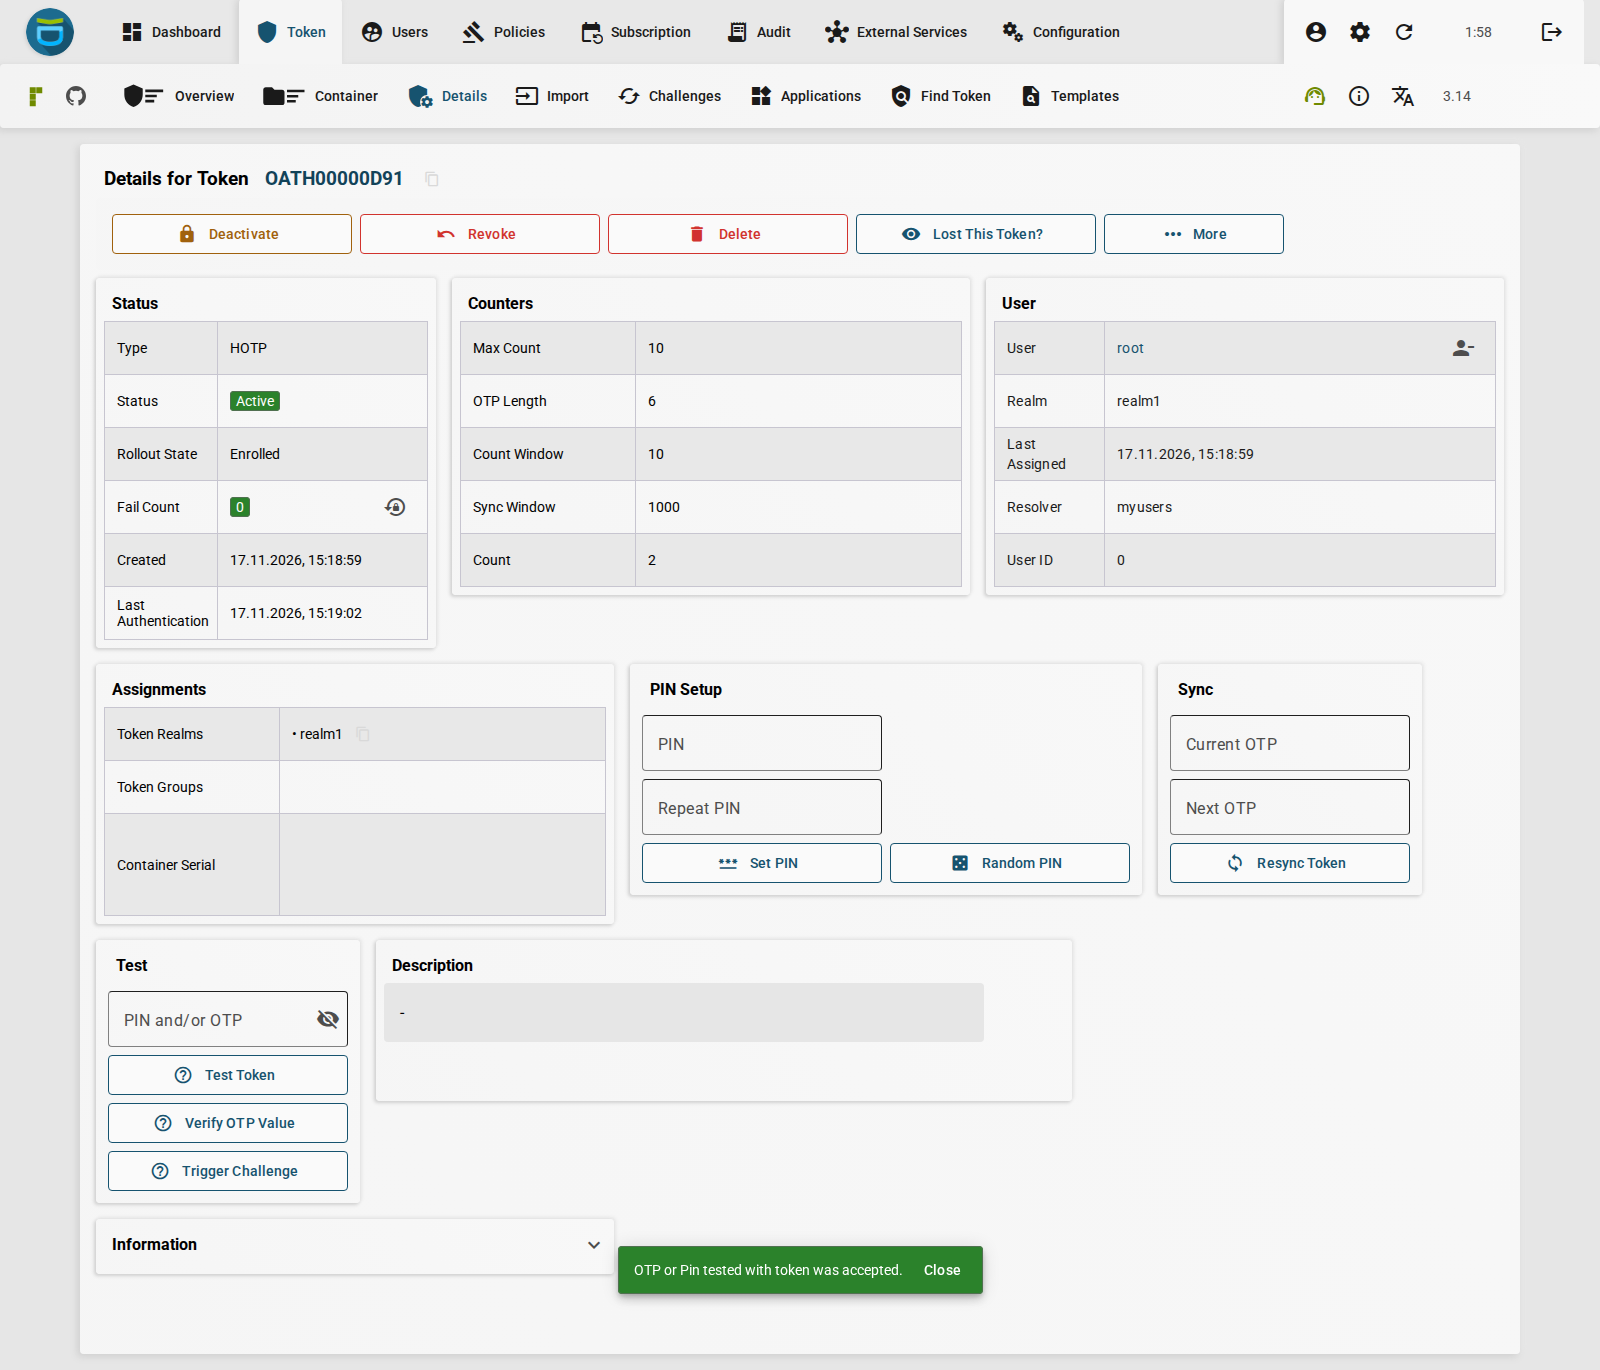 Dashboard
Token
Users
Policies
Subscription
Audit
External Services
Configuration
1:58
Overview
Container
Details
Import
Challenges
Applications
Find Token
Templates
3.14
Details for Token OATH00000D91
Deactivate
Revoke
Delete
Lost This Token?
More
Status
Type
HOTP
Status
Active
Rollout State
Enrolled
Fail Count
0
Created
17.11.2026, 15:18:59
Last
Authentication
17.11.2026, 15:19:02
Counters
Max Count
10
OTP Length
6
Count Window
10
Sync Window
1000
Count
2
User
User
root
Realm
realm1
Last
Assigned
17.11.2026, 15:18:59
Resolver
myusers
User ID
0
Assignments
Token Realms
• realm1
Token Groups
Container Serial
PIN Setup
PIN
Repeat PIN
Set PIN
Random PIN
Sync
Current OTP
Next OTP
Resync Token
Test
PIN and/or OTP
Test Token
Verify OTP Value
Trigger Challenge
Description
-
Information
OTP or Pin tested with token was accepted.
Close